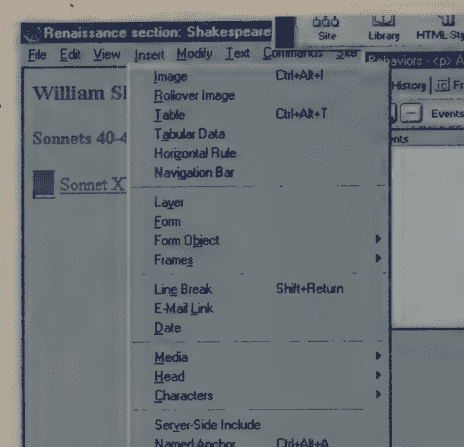 Renaissance section: Shakespeare
Site Library HTML
File Edit View Insert Modify Text Commands Site
Behaviors - <p>
History
Events
William
Sonnets 40-4
Sonnet X
Image Ctrl+Alt+I
Rollover Image
Table Ctrl+Alt+T
Tabular Data
Horizontal Rule
Navigation Bar
Layer
Form
Form Object
Frames
Line Break Shift+Return
E-Mail Link
Date
Media
Head
Characters
Server-Side Include
Named Anchor Ctrl+Alt+A